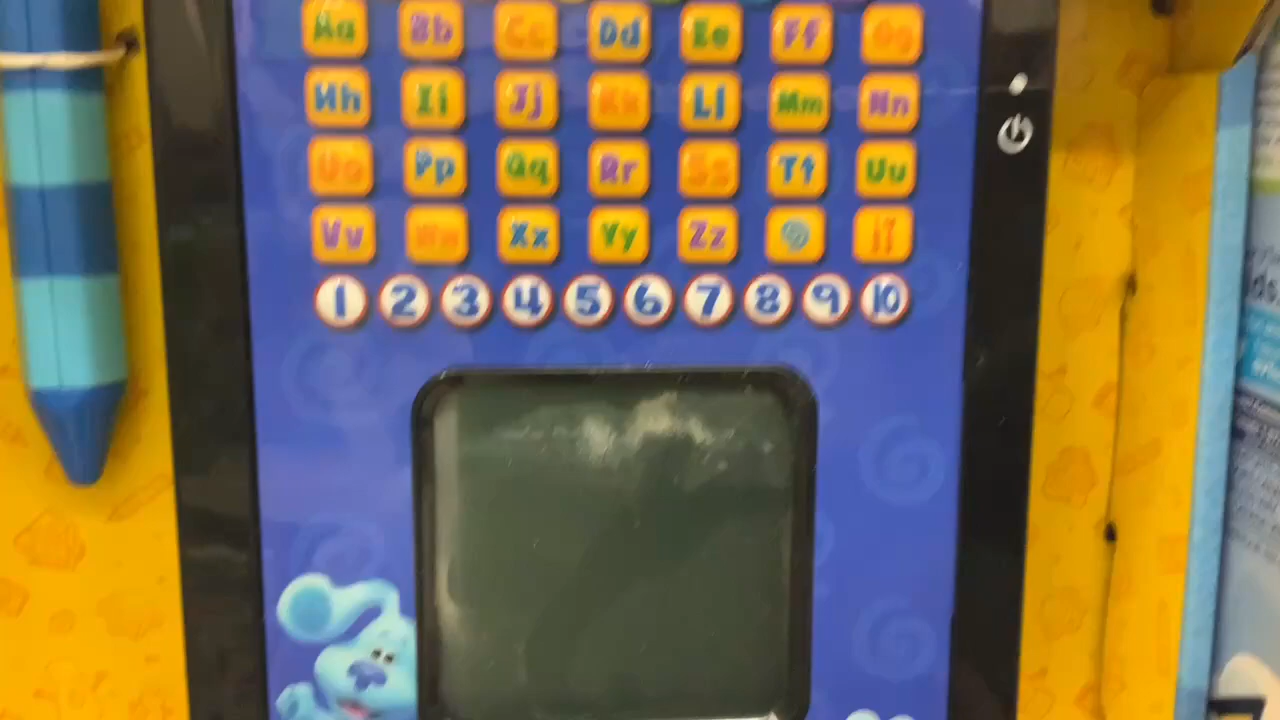 Aa Bb Cc Dd Ee Ff Gg
Hh Ii Jj Kk Ll Mm Nn
Oo Pp Qq Rr Ss Tt Uu
Vv Ww Xx Yy Zz
1 2 3 4 5 6 7 8 9 10